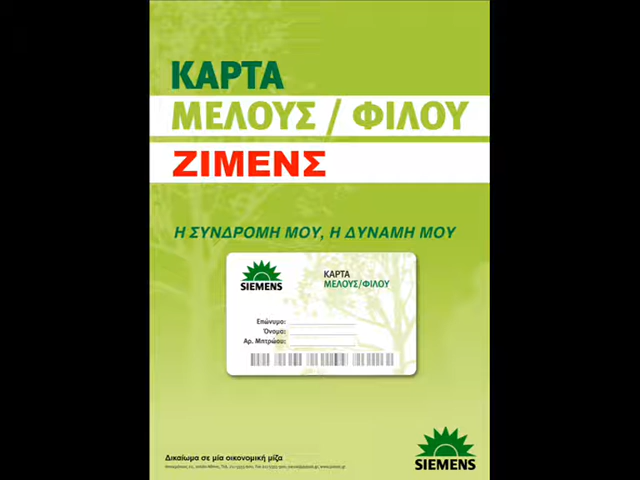 ΚΑΡΤΑ
ΜΕΛΟΥΣ / ΦΙΛΟΥ
ΖΙΜΕΝΣ
Η ΣΥΝΔΡΟΜΗ ΜΟΥ, Η ΔΥΝΑΜΗ ΜΟΥ
SIEMENS
ΚΑΡΤΑ
ΜΕΛΟΥΣ/ΦΙΛΟΥ
Επώνυμο:
Όνομα:
Αρ. Μητρώου:
Δικαίωμα σε μία οικονομική μίζα
SIEMENS